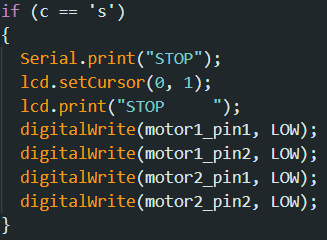 if (c == 's')
{
  Serial.print("STOP");
  lcd.setCursor(0, 1);
  lcd.print("STOP     ");
  digitalWrite(motor1_pin1, LOW);
  digitalWrite(motor1_pin2, LOW);
  digitalWrite(motor2_pin1, LOW);
  digitalWrite(motor2_pin2, LOW);
}